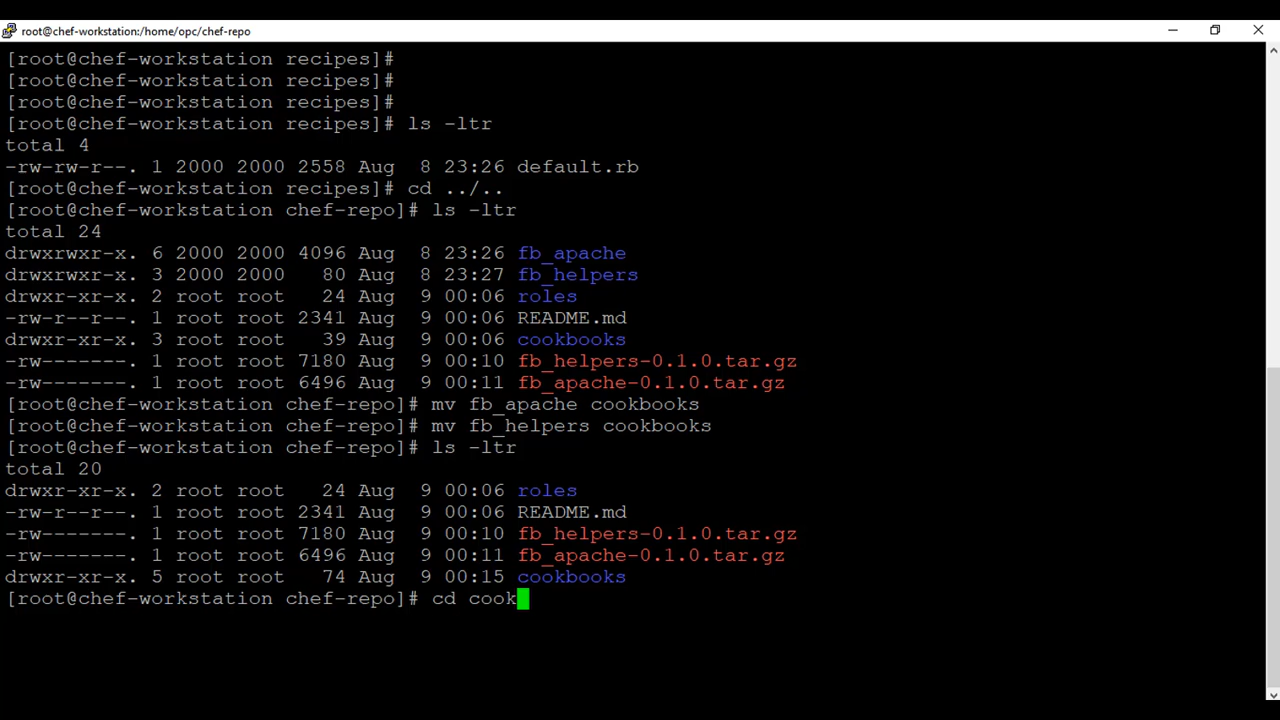 root@chef-workstation:/home/opc/chef-repo
[root@chef-workstation recipes]#
[root@chef-workstation recipes]#
[root@chef-workstation recipes]#
[root@chef-workstation recipes]# ls -ltr
total 4
-rw-rw-r--. 1 2000 2000 2558 Aug  8 23:26 default.rb
[root@chef-workstation recipes]# cd ../..
[root@chef-workstation chef-repo]# ls -ltr
total 24
drwxrwxr-x. 6 2000 2000 4096 Aug  8 23:26 fb_apache
drwxrwxr-x. 3 2000 2000   80 Aug  8 23:27 fb_helpers
drwxr-xr-x. 2 root root   24 Aug  9 00:06 roles
-rw-r--r--. 1 root root 2341 Aug  9 00:06 README.md
drwxr-xr-x. 3 root root   39 Aug  9 00:06 cookbooks
-rw-------. 1 root root 7180 Aug  9 00:10 fb_helpers-0.1.0.tar.gz
-rw-------. 1 root root 6496 Aug  9 00:11 fb_apache-0.1.0.tar.gz
[root@chef-workstation chef-repo]# mv fb_apache cookbooks
[root@chef-workstation chef-repo]# mv fb_helpers cookbooks
[root@chef-workstation chef-repo]# ls -ltr
total 20
drwxr-xr-x. 2 root root   24 Aug  9 00:06 roles
-rw-r--r--. 1 root root 2341 Aug  9 00:06 README.md
-rw-------. 1 root root 7180 Aug  9 00:10 fb_helpers-0.1.0.tar.gz
-rw-------. 1 root root 6496 Aug  9 00:11 fb_apache-0.1.0.tar.gz
drwxr-xr-x. 5 root root   74 Aug  9 00:15 cookbooks
[root@chef-workstation chef-repo]# cd cook